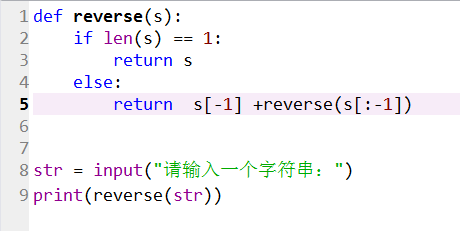 1 def reverse(s):
2     if len(s) == 1:
3         return s
4     else:
5         return  s[-1] +reverse(s[:-1])
6
7
8 str = input("请输入一个字符串：")
9 print(reverse(str))